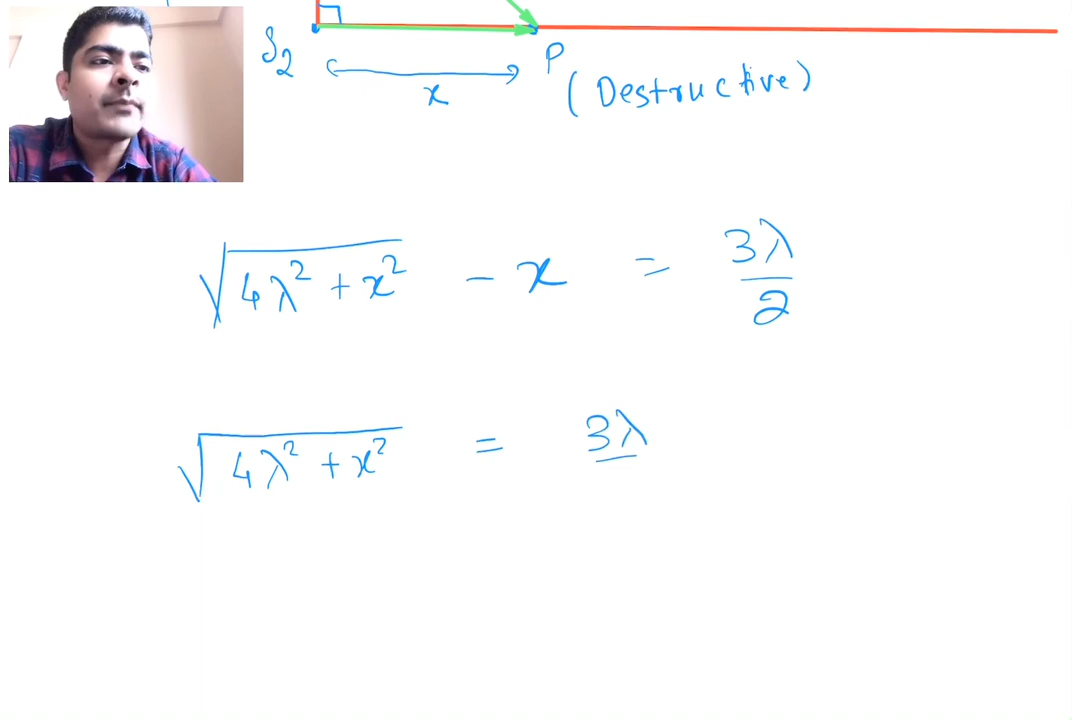 S2 P
x (Destructive)
√(4λ² + x²) - x = 3λ/2
√(4λ² + x²) = 3λ